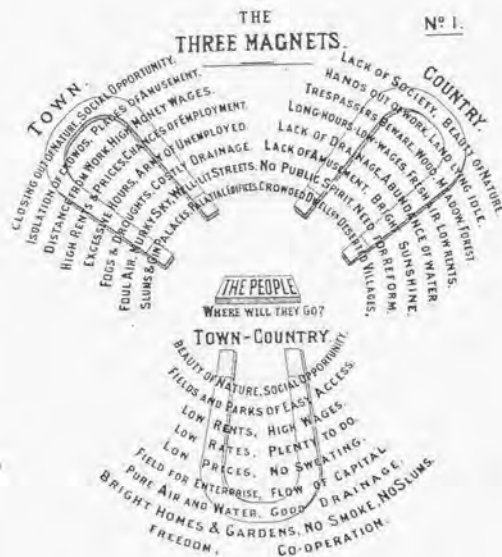 THE
THREE MAGNETS.
Nº 1.
TOWN.
CLOSING OUT OF NATURE. SOCIAL OPPORTUNITY.
ISOLATION OF CROWDS. PLACES OF AMUSEMENT.
DISTANCE FROM WORK. HIGH MONEY WAGES.
HIGH RENTS & PRICES. CHANCES OF EMPLOYMENT.
EXCESSIVE HOURS. ARMY OF UNEMPLOYED.
FOGS & DROUGHTS. COSTLY DRAINAGE.
FOUL AIR. MURKY SKY. WELL-LIT STREETS.
SLUMS & GIN PALACES. PALATIAL EDIFICES.
COUNTRY.
LACK OF SOCIETY. BEAUTY OF NATURE.
HANDS OUT OF WORK. LAND LYING IDLE.
TRESPASSERS BEWARE. WOOD, MEADOW, FOREST.
LONG HOURS-LOW WAGES. FRESH AIR. LOW RENTS.
LACK OF DRAINAGE. ABUNDANCE OF WATER
LACK OF AMUSEMENT. BRIGHT SUNSHINE.
NO PUBLIC SPIRIT. NEED FOR REFORM.
CROWDED DWELLINGS. DESERTED VILLAGES,
THE PEOPLE
WHERE WILL THEY GO?
TOWN-COUNTRY.
BEAUTY OF NATURE. SOCIAL OPPORTUNITY.
FIELDS AND PARKS OF EASY ACCESS.
LOW RENTS, HIGH WAGES.
LOW RATES, PLENTY TO DO.
LOW PRICES, NO SWEATING.
FIELD FOR ENTERPRISE, FLOW OF CAPITAL
PURE AIR AND WATER, GOOD DRAINAGE,
BRIGHT HOMES & GARDENS, NO SMOKE, NO SLUMS.
FREEDOM, CO-OPERATION.